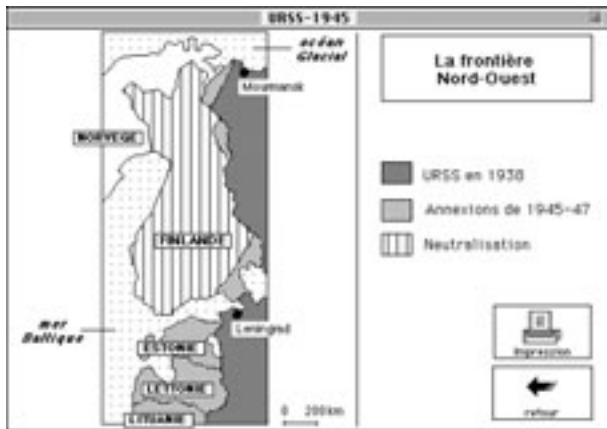 URSS-1945
océan
Glacial
Mourmansk
NORVEGE
FINLANDE
mer
Baltique
Leningrad
ESTONIE
LETTONIE
LITUANIE
0 200km
La frontière
Nord-Ouest
URSS en 1938
Annexions de 1945-47
Neutralisation
Impression
retour